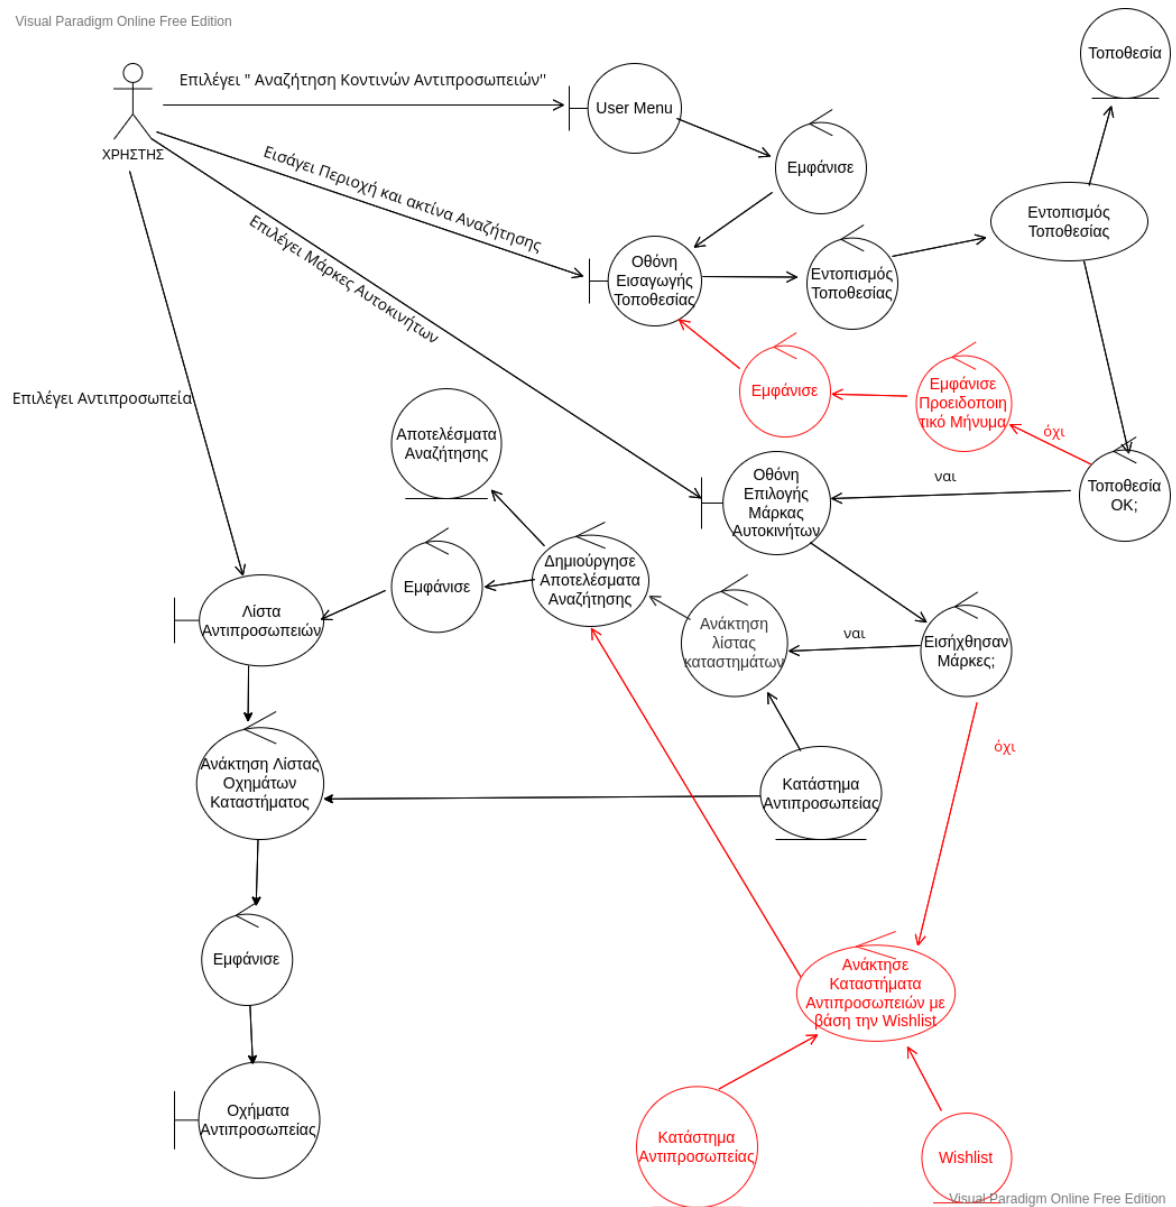 Visual Paradigm Online Free Edition
Τοποθεσία
Επιλέγει " Αναζήτηση Κοντινών Αντιπροσωπειών"
User Menu
ΧΡΗΣΤΗΣ
Εμφάνισε
Εισάγει Περιοχή και ακτίνα Αναζήτησης
Επιλέγει Μάρκες Αυτοκινήτων
Εντοπισμός
Τοποθεσίας
Οθόνη
Εισαγωγής
Τοποθεσίας
Εντοπισμός
Τοποθεσίας
Εμφάνισε
Εμφάνισε
Προειδοποιη
τικό Μήνυμα
Επιλέγει Αντιπροσωπεία
όχι
Αποτελέσματα
Αναζήτησης
Οθόνη
Επιλογής
Μάρκας
Αυτοκινήτων
ναι
Τοποθεσία
ΟΚ;
Δημιούργησε
Αποτελέσματα
Αναζήτησης
Εμφάνισε
Λίστα
Αντιπροσωπειών
Ανάκτηση
λίστας
καταστημάτων
ναι
Εισήχθησαν
Μάρκες;
όχι
Ανάκτηση Λίστας
Οχημάτων
Καταστήματος
Κατάστημα
Αντιπροσωπείας
Εμφάνισε
Ανάκτησε
Καταστήματα
Αντιπροσωπειών με
βάση την Wishlist
Οχήματα
Αντιπροσωπείας
Κατάστημα
Αντιπροσωπείας
Wishlist
Visual Paradigm Online Free Edition